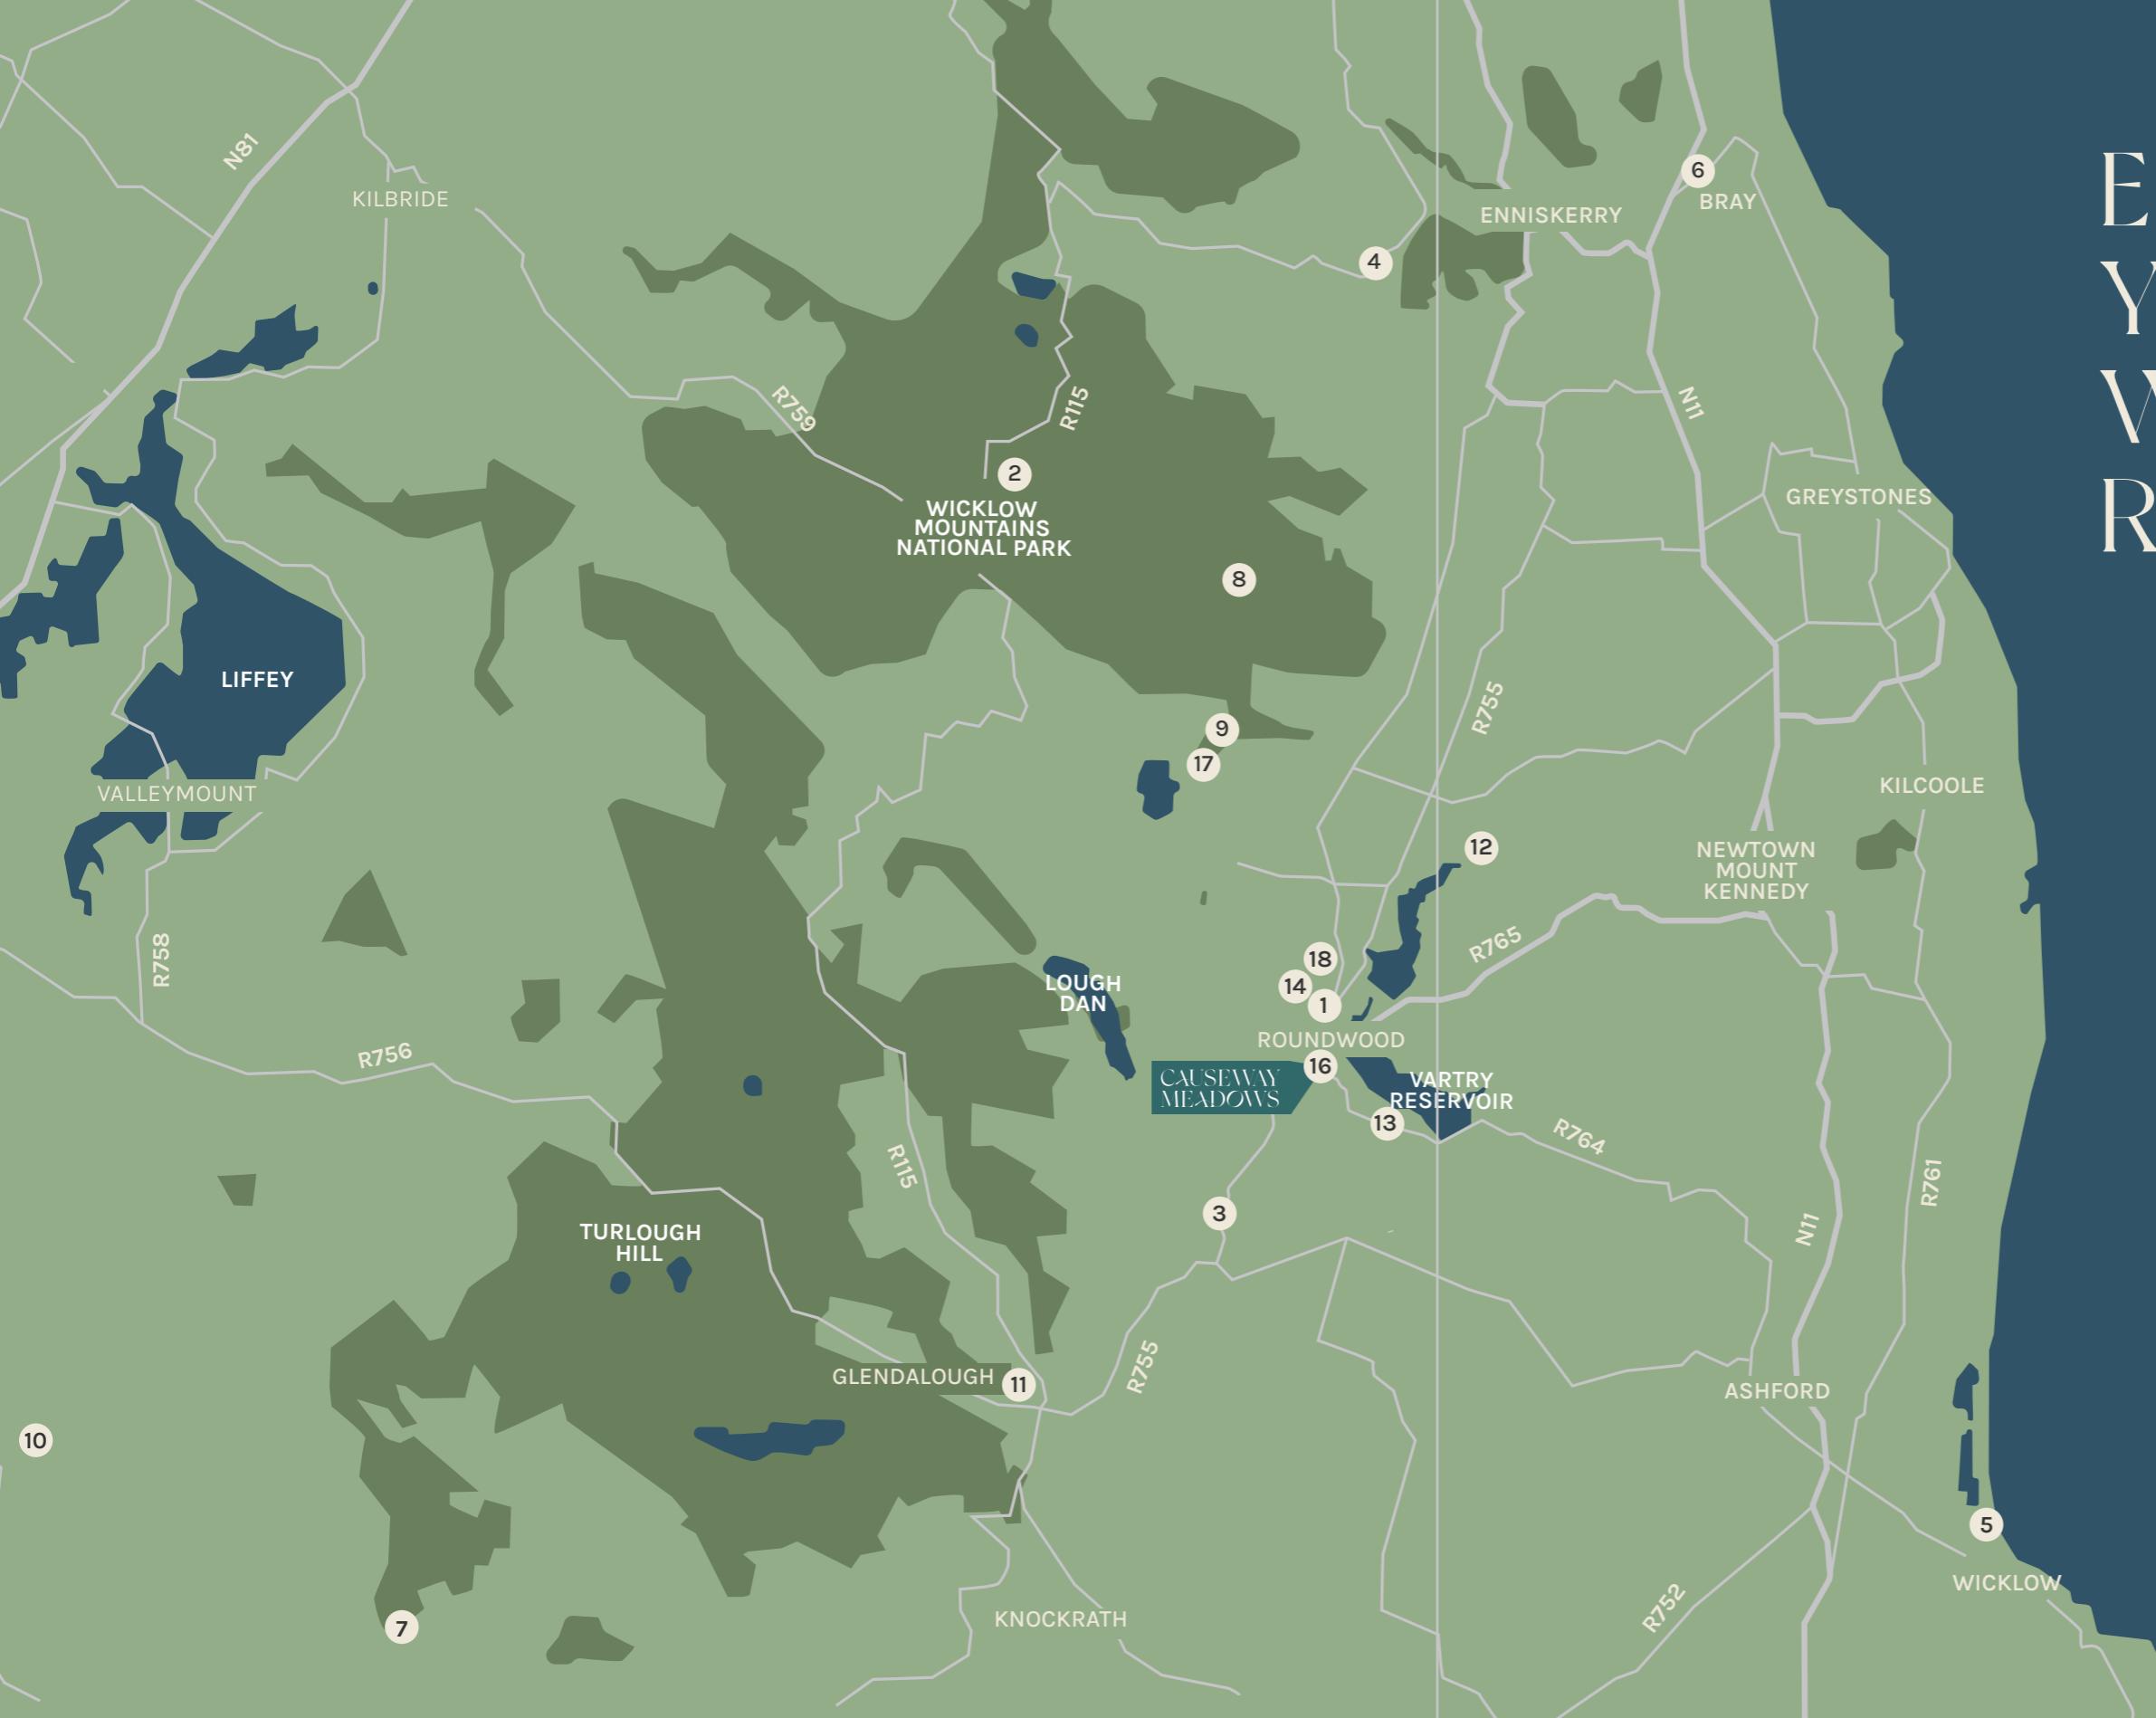 N81
KILBRIDE
6
BRAY
ENNISKERRY
4
E
Y
R
R759
R115
N11
2
WICKLOW
MOUNTAINS
NATIONAL PARK
GREYSTONES
8
LIFFEY
R755
9
17
VALLEYMOUNT
KILCOOLE
12
NEWTOWN
MOUNT
KENNEDY
R758
R765
18
14
1
LOUGH
DAN
ROUNDWOOD
R756
16
CAUSEWAY
MEADOWS
VARTRY
RESERVOIR
13
R764
R115
R761
3
N11
TURLOUGH
HILL
R755
GLENDALOUGH
11
ASHFORD
10
5
WICKLOW
R752
7
KNOCKRATH